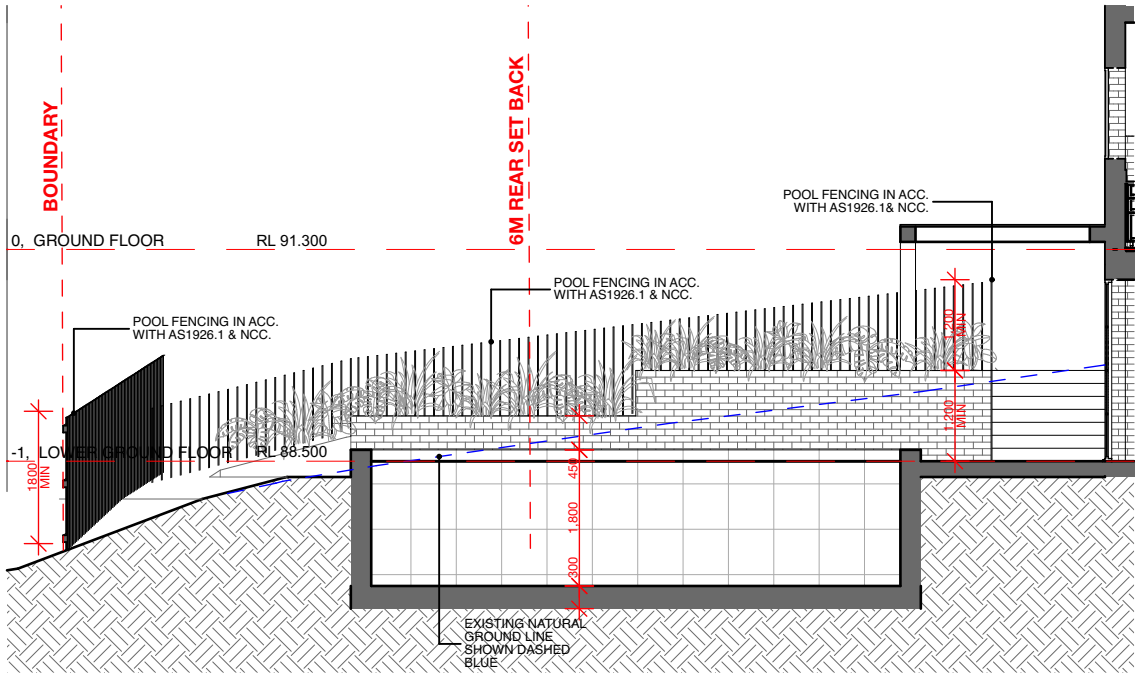 BOUNDARY
6M REAR SET BACK
POOL FENCING IN ACC.
WITH AS1926.1& NCC.
0, GROUND FLOOR RL 91.300
POOL FENCING IN ACC.
WITH AS1926.1 & NCC.
POOL FENCING IN ACC.
WITH AS1926.1 & NCC.
1,200
MIN
1,200
MIN
-1, LOWER GROUND FLOOR RL 88.500
1800
MIN
450
1,800
300
EXISTING NATURAL
GROUND LINE
SHOWN DASHED
BLUE